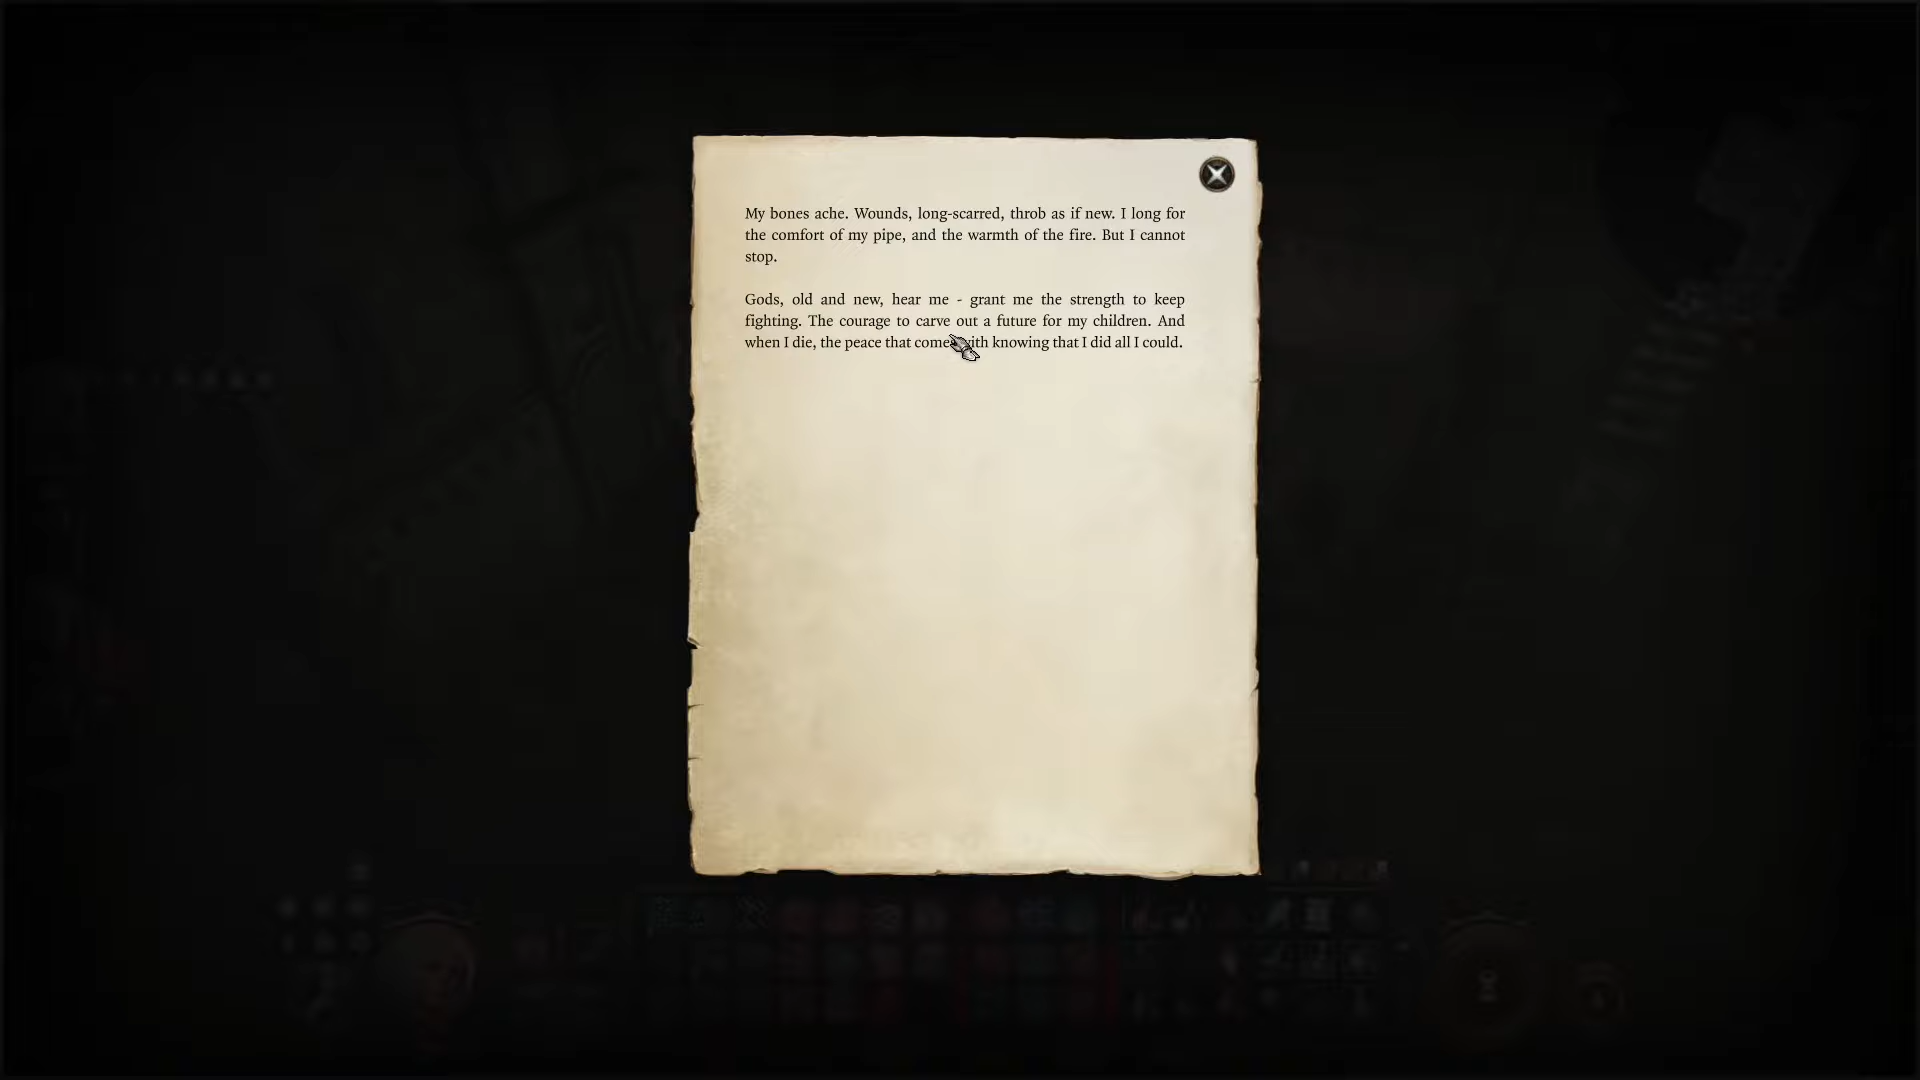 My bones ache. Wounds, long-scarred, throb as if new. I long for
the comfort of my pipe, and the warmth of the fire. But I cannot
stop.
Gods, old and new, hear me - grant me the strength to keep
fighting. The courage to carve out a future for my children. And
when I die, the peace that comes with knowing that I did all I could.